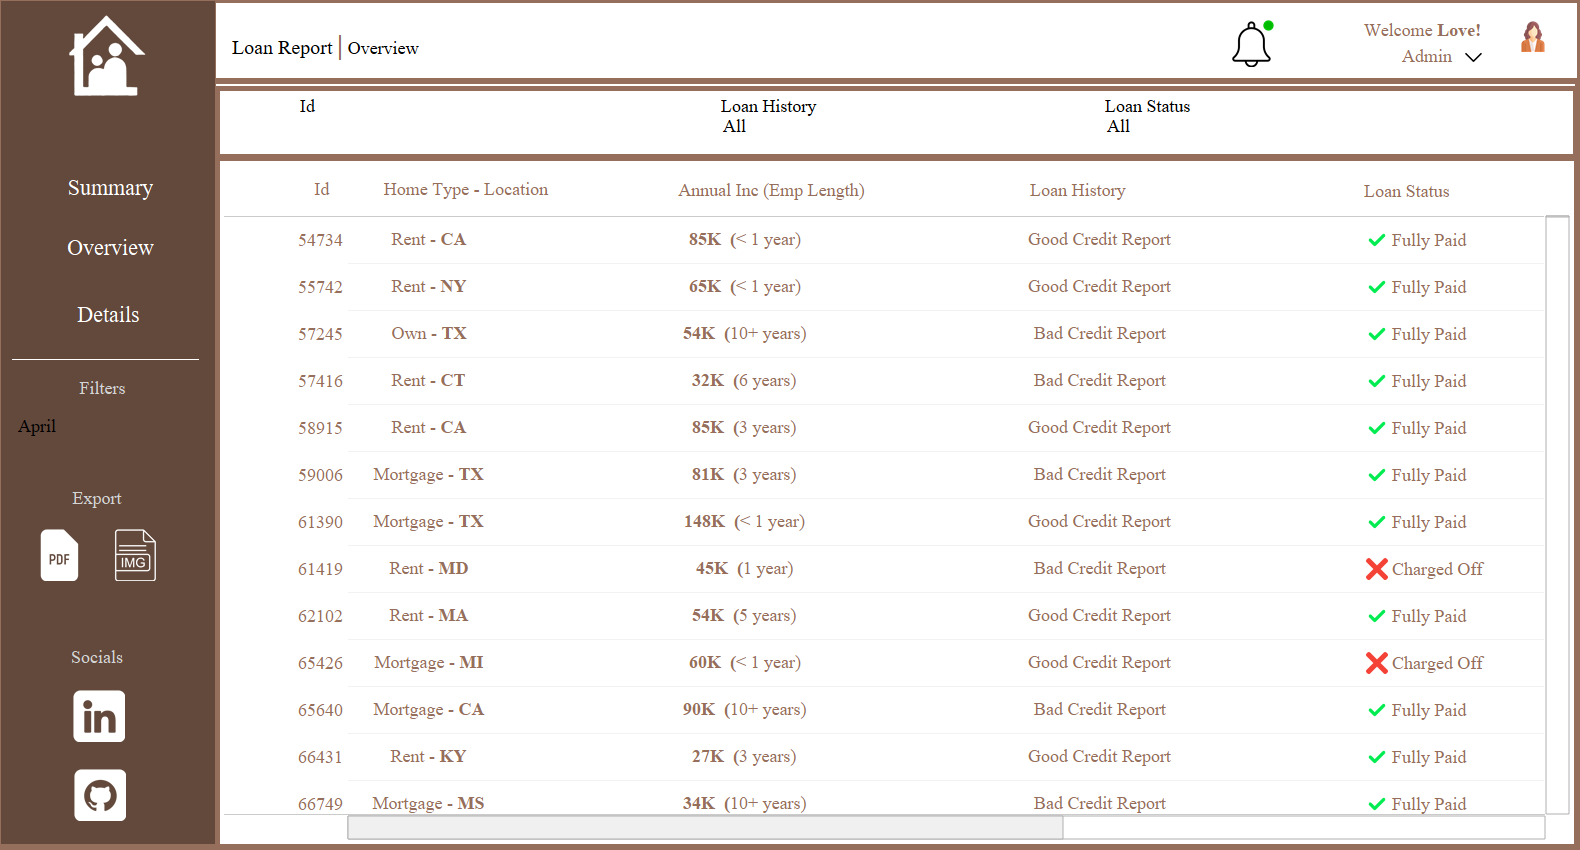 Loan Report | Overview
Welcome Love!
Admin
Id
Loan History
All
Loan Status
All
Summary
Overview
Details
Filters
April
Export
PDF
IMG
Socials
in
Id Home Type - Location Annual Inc (Emp Length) Loan History Loan Status
54734 Rent - CA 85K (< 1 year) Good Credit Report Fully Paid
55742 Rent - NY 65K (< 1 year) Good Credit Report Fully Paid
57245 Own - TX 54K (10+ years) Bad Credit Report Fully Paid
57416 Rent - CT 32K (6 years) Bad Credit Report Fully Paid
58915 Rent - CA 85K (3 years) Good Credit Report Fully Paid
59006 Mortgage - TX 81K (3 years) Bad Credit Report Fully Paid
61390 Mortgage - TX 148K (< 1 year) Good Credit Report Fully Paid
61419 Rent - MD 45K (1 year) Bad Credit Report Charged Off
62102 Rent - MA 54K (5 years) Good Credit Report Fully Paid
65426 Mortgage - MI 60K (< 1 year) Good Credit Report Charged Off
65640 Mortgage - CA 90K (10+ years) Bad Credit Report Fully Paid
66431 Rent - KY 27K (3 years) Good Credit Report Fully Paid
66749 Mortgage - MS 34K (10+ years) Bad Credit Report Fully Paid